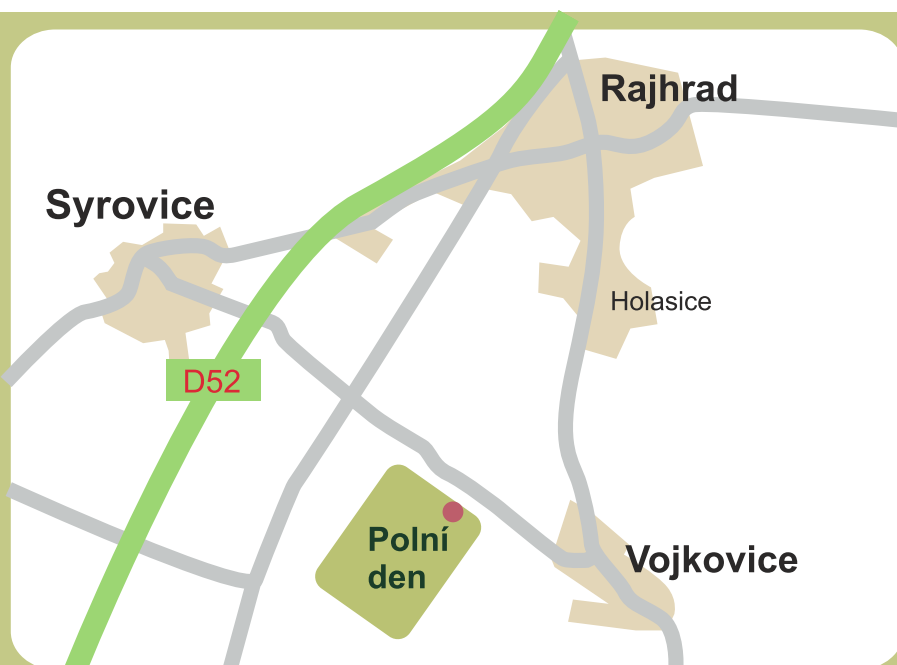 Rajhrad
Syrovice
Holasice
D52
Polní
den
Vojkovice